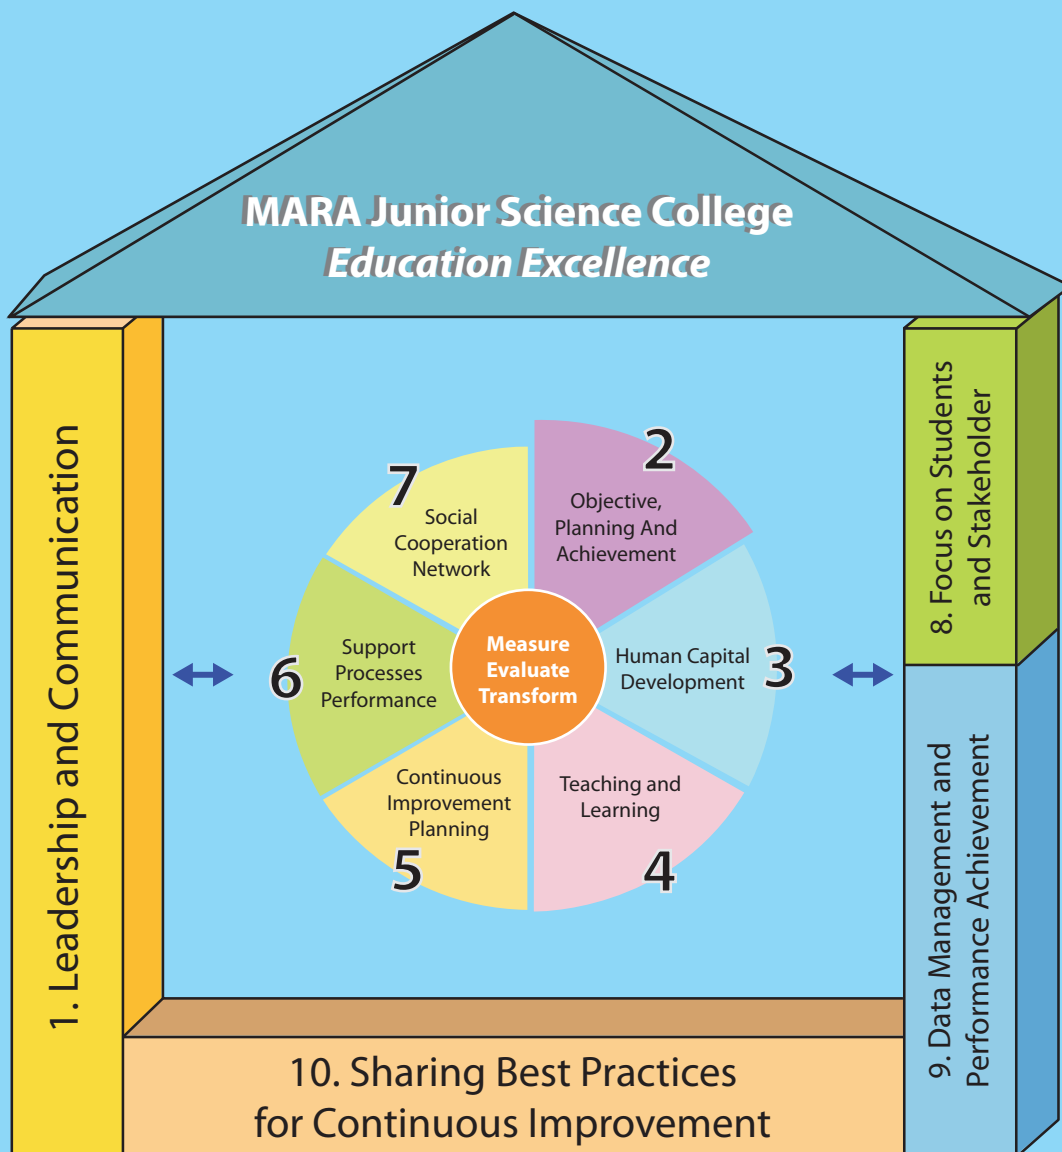 MARA Junior Science College
Education Excellence
1. Leadership and Communication
2
Objective,
Planning And
Achievement
3
Human Capital
Development
4
Teaching and
Learning
5
Continuous
Improvement
Planning
6
Support
Processes
Performance
7
Social
Cooperation
Network
Measure
Evaluate
Transform
8. Focus on Students
and Stakeholder
9. Data Management and
Performance Achievement
10. Sharing Best Practices
for Continuous Improvement